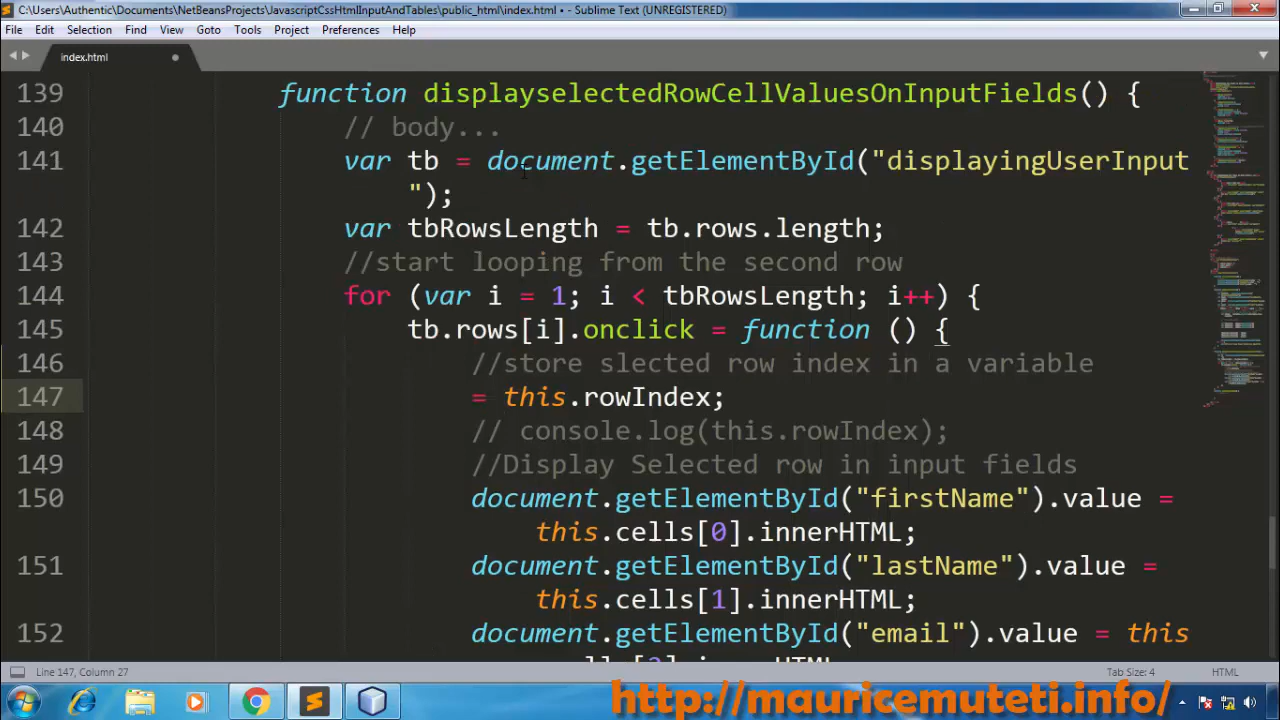 C:\Users\Authentic\Documents\NetBeansProjects\JavascriptCssHtmlInputAndTables\public_html\index.html • - Sublime Text (UNREGISTERED)
File Edit Selection Find View Goto Tools Project Preferences Help
index.html
139 function displayselectedRowCellValuesOnInputFields() {
140 // body...
141 var tb = document.getElementById("displayingUserInput
");
142 var tbRowsLength = tb.rows.length;
143 //start looping from the second row
144 for (var i = 1; i < tbRowsLength; i++) {
145 tb.rows[i].onclick = function () {
146 //store slected row index in a variable
147 = this.rowIndex;
148 // console.log(this.rowIndex);
149 //Display Selected row in input fields
150 document.getElementById("firstName").value =
this.cells[0].innerHTML;
151 document.getElementById("lastName").value =
this.cells[1].innerHTML;
152 document.getElementById("email").value = this
Line 147, Column 27 Tab Size: 4 HTML
http://mauricemuteti.info/